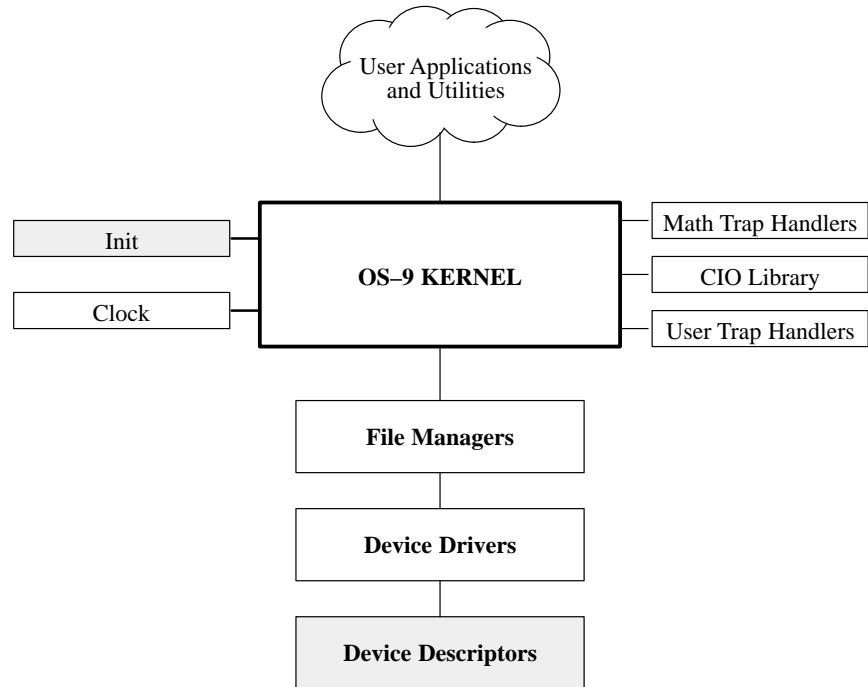 User Applications
and Utilities
Init
Clock
OS–9 KERNEL
Math Trap Handlers
CIO Library
User Trap Handlers
File Managers
Device Drivers
Device Descriptors